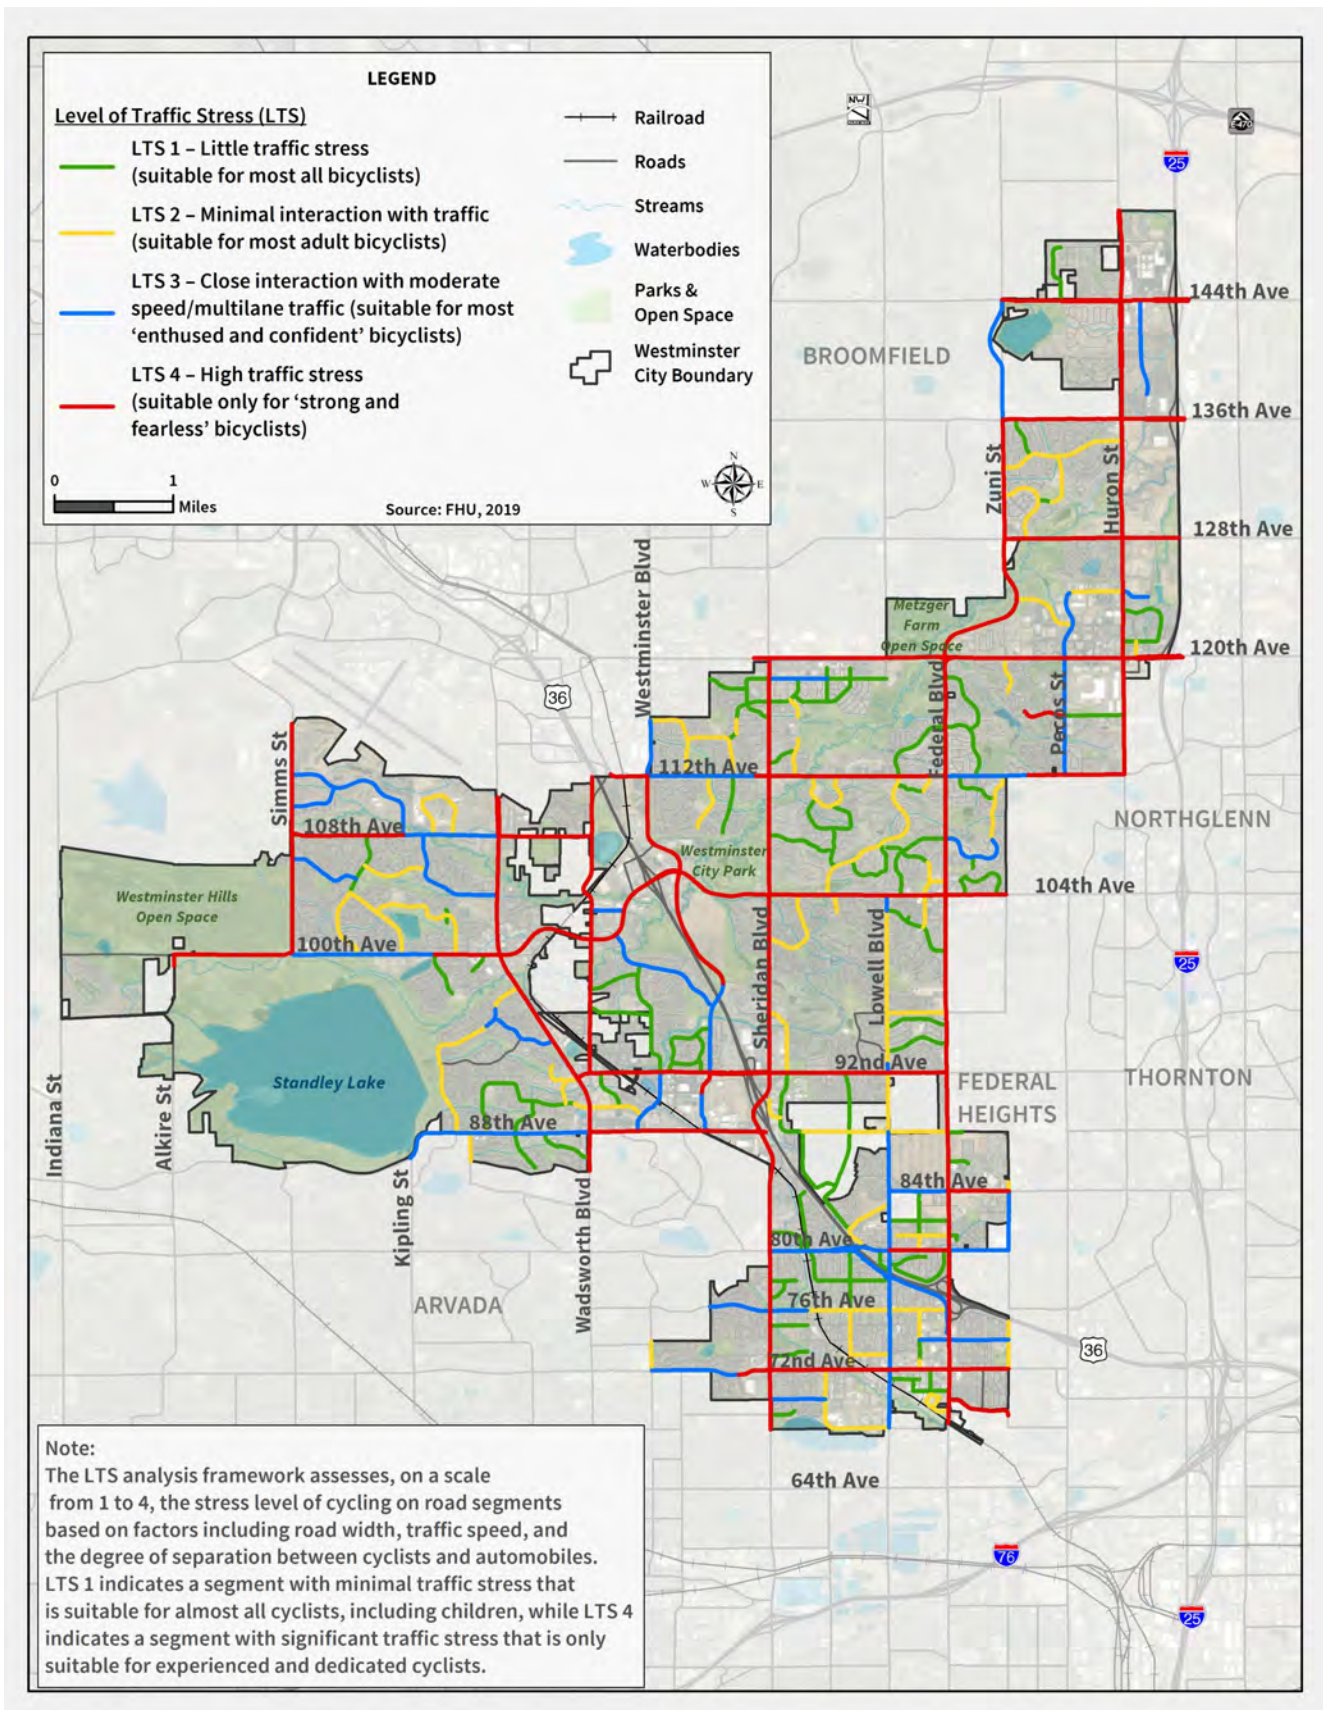 LEGEND
Level of Traffic Stress (LTS)
LTS 1 – Little traffic stress
(suitable for most all bicyclists)
LTS 2 – Minimal interaction with traffic
(suitable for most adult bicyclists)
LTS 3 – Close interaction with moderate
speed/multilane traffic (suitable for most
‘enthused and confident’ bicyclists)
LTS 4 – High traffic stress
(suitable only for ‘strong and
fearless’ bicyclists)
Railroad
Roads
Streams
Waterbodies
Parks &
Open Space
Westminster
City Boundary
0 1
Miles
Source: FHU, 2019
N
W E
S
NW
PARKWAY
E-470
25
144th Ave
BROOMFIELD
136th Ave
Zuni St
Huron St
128th Ave
Westminster Blvd
Metzger
Farm
Open Space
120th Ave
36
Federal Blvd
Pecos St
Simms St
112th Ave
108th Ave
NORTHGLENN
Westminster
City Park
104th Ave
Westminster Hills
Open Space
100th Ave
Sheridan Blvd
Lowell Blvd
25
92nd Ave
Standley Lake
FEDERAL
HEIGHTS
THORNTON
Indiana St
Alkire St
88th Ave
84th Ave
Kipling St
Wadsworth Blvd
80th Ave
ARVADA
76th Ave
36
72nd Ave
64th Ave
76
25
Note:
The LTS analysis framework assesses, on a scale
from 1 to 4, the stress level of cycling on road segments
based on factors including road width, traffic speed, and
the degree of separation between cyclists and automobiles.
LTS 1 indicates a segment with minimal traffic stress that
is suitable for almost all cyclists, including children, while LTS 4
indicates a segment with significant traffic stress that is only
suitable for experienced and dedicated cyclists.